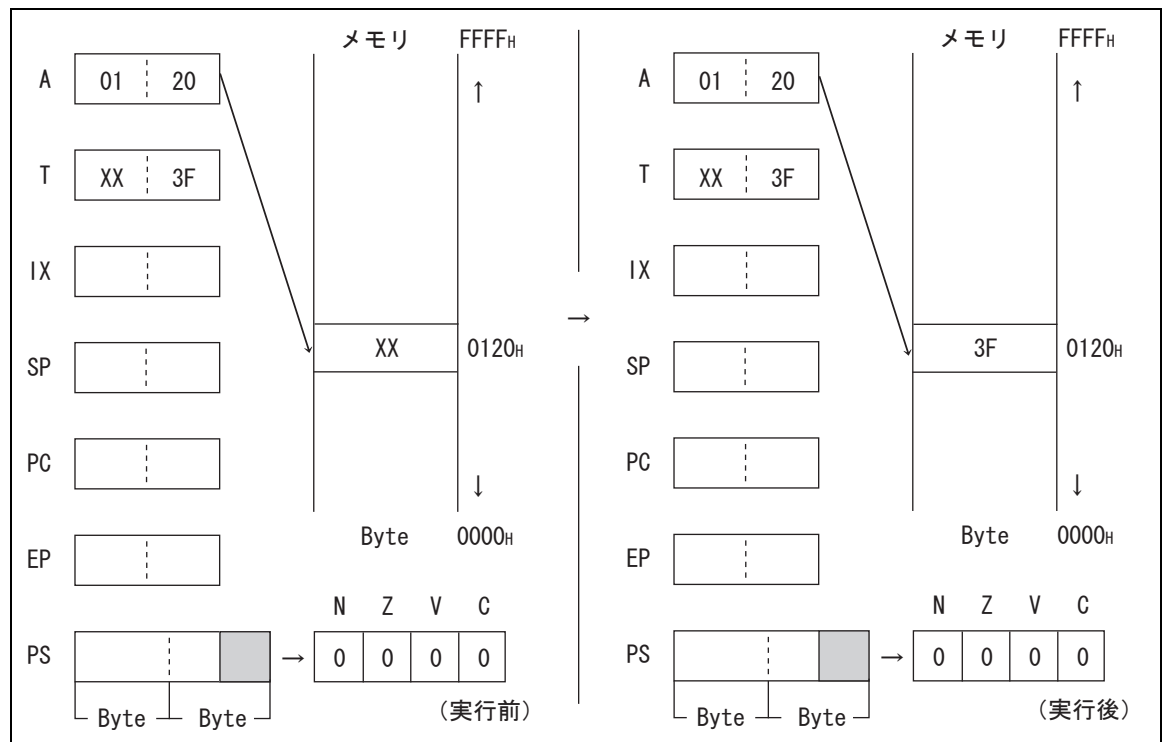 メモリ FFFFH
A 01 20 ↑
T XX 3F
IX
XX 0120H
SP
PC
↓
Byte 0000H
EP
N Z V C
PS → 0 0 0 0
Byte Byte (実行前)
→
メモリ FFFFH
A 01 20 ↑
T XX 3F
IX
3F 0120H
SP
PC
↓
Byte 0000H
EP
N Z V C
PS → 0 0 0 0
Byte Byte (実行後)